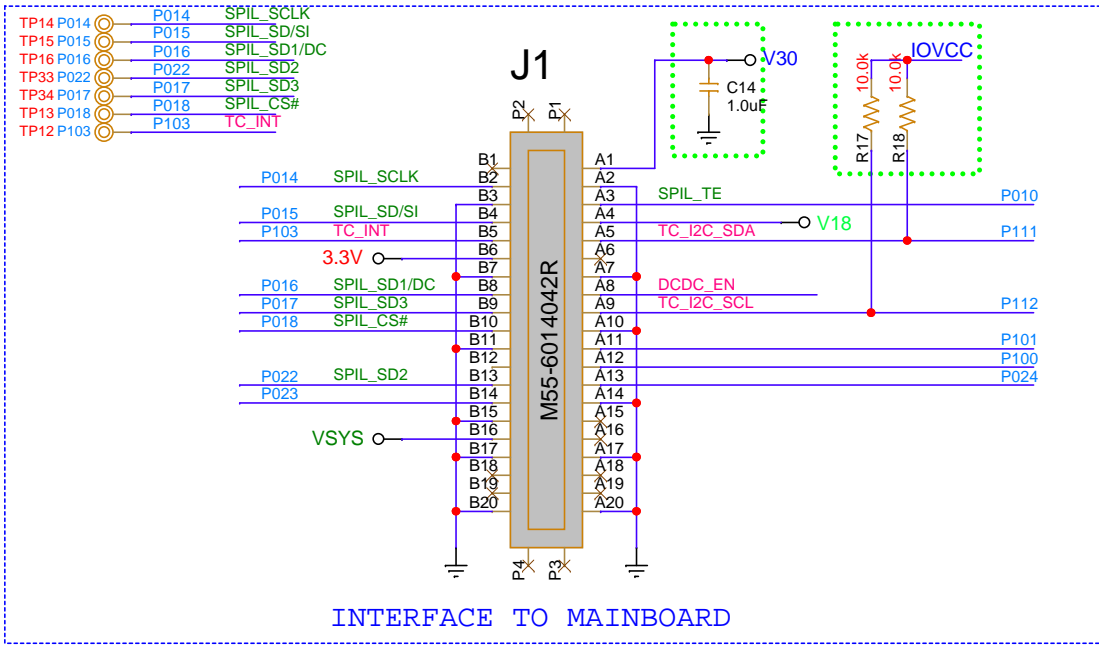 TP14 P014 P014 SPIL_SCLK
TP15 P015 P015 SPIL_SD/SI
TP16 P016 P016 SPIL_SD1/DC
TP33 P022 P022 SPIL_SD2
TP34 P017 P017 SPIL_SD3
TP13 P018 P018 SPIL_CS#
TP12 P103 P103 TC_INT
J1
P2 P1
V30
C14
1.0uF
IOVCC
10.0k 10.0k
R17 R18
B1 A1
P014 SPIL_SCLK B2 A2
B3 A3 SPIL_TE P010
P015 SPIL_SD/SI B4 A4 V18
P103 TC_INT B5 A5 TC_I2C_SDA P111
3.3V B6 A6
B7 A7
P016 SPIL_SD1/DC B8 A8 DCDC_EN
P017 SPIL_SD3 B9 A9 TC_I2C_SCL P112
P018 SPIL_CS# B10 A10
B11 A11 P101
B12 A12 P100
P022 SPIL_SD2 B13 A13 P024
P023 B14 A14
B15 A15
VSYS B16 A16
B17 A17
B18 A18
B19 A19
B20 A20
M55-6014042R
P4 P3
INTERFACE TO MAINBOARD